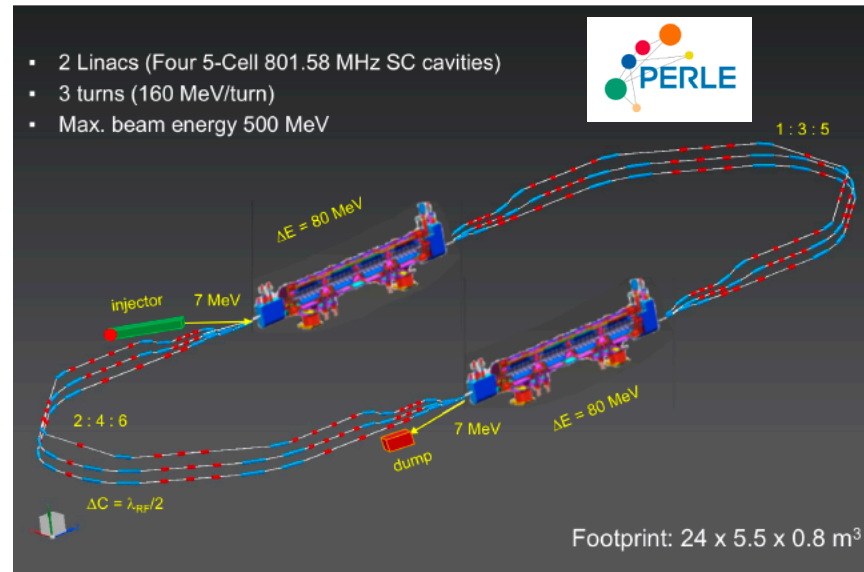 ▪ 2 Linacs (Four 5-Cell 801.58 MHz SC cavities)
▪ 3 turns (160 MeV/turn)
▪ Max. beam energy 500 MeV
PERLE
1 : 3 : 5
ΔE = 80 MeV
injector
7 MeV
2 : 4 : 6
7 MeV
ΔE = 80 MeV
dump
ΔC = λRF/2
Footprint: 24 x 5.5 x 0.8 m³